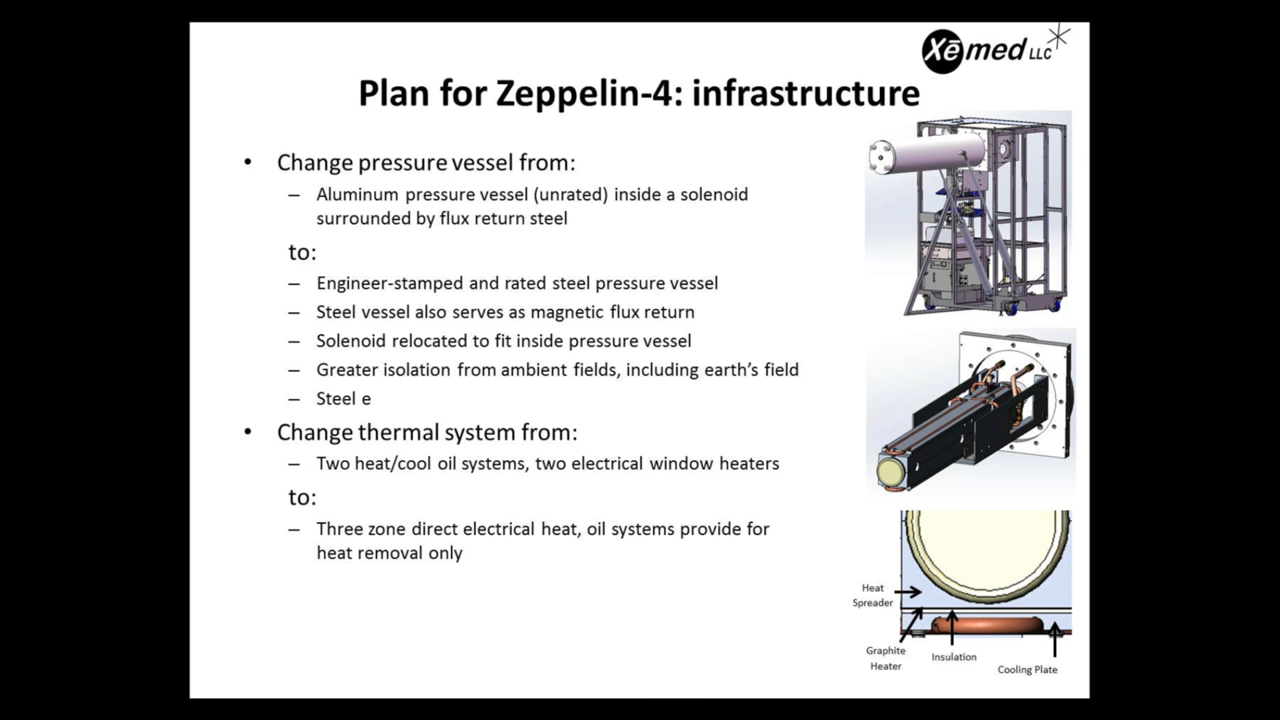 Xēmed LLC
Plan for Zeppelin-4: infrastructure
• Change pressure vessel from:
– Aluminum pressure vessel (unrated) inside a solenoid
surrounded by flux return steel
to:
– Engineer-stamped and rated steel pressure vessel
– Steel vessel also serves as magnetic flux return
– Solenoid relocated to fit inside pressure vessel
– Greater isolation from ambient fields, including earth’s field
– Steel e
• Change thermal system from:
– Two heat/cool oil systems, two electrical window heaters
to:
– Three zone direct electrical heat, oil systems provide for
heat removal only
Heat
Spreader
Graphite
Heater
Insulation
Cooling Plate